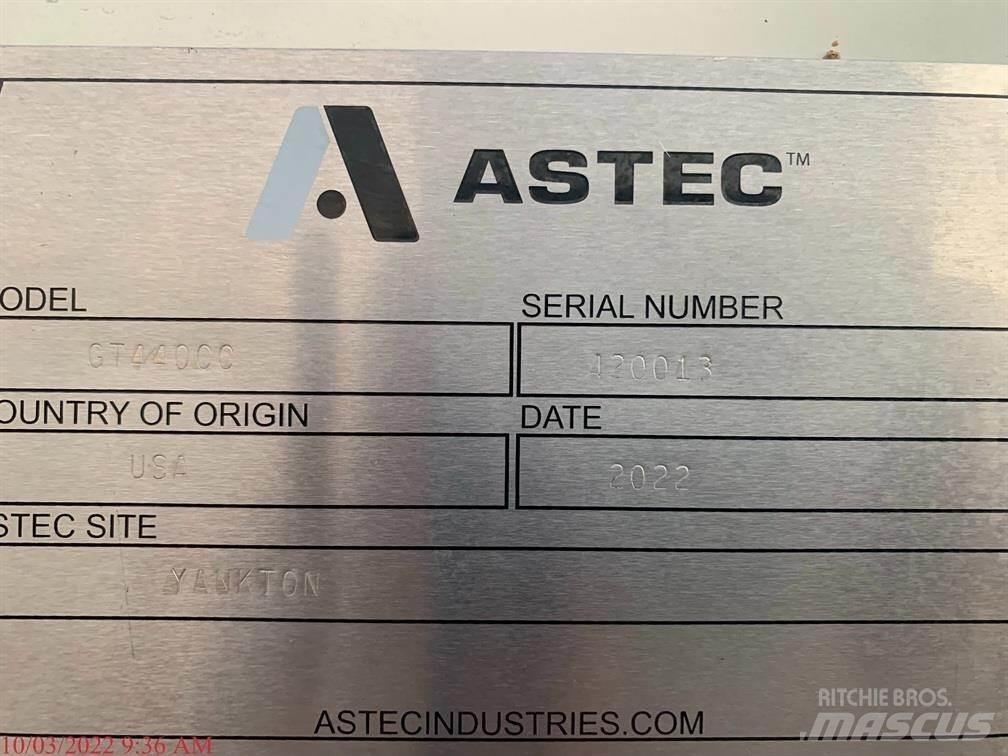 ASTEC™
ODEL
SERIAL NUMBER
GT440CC
420013
OUNTRY OF ORIGIN
DATE
USA
2022
STEC SITE
YANKTON
ASTECINDUSTRIES.COM
RITCHIE BROS.
MASCUS
10/03/2022 9:36 AM